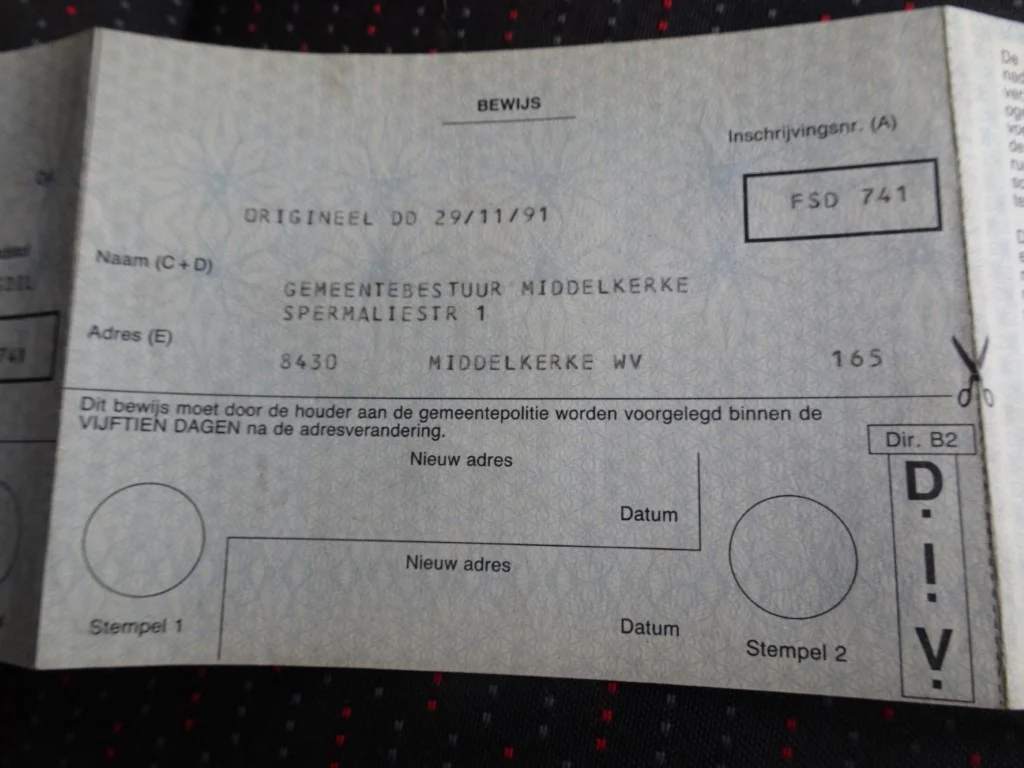 BEWIJS
Inschrijvingsnr. (A)
FSD 741
ORIGINEEL DD 29/11/91
Naam (C+D)
GEMEENTEBESTUUR MIDDELKERKE
SPERMALIESTR 1
Adres (E)
8430 MIDDELKERKE WV 165
Dit bewijs moet door de houder aan de gemeentepolitie worden voorgelegd binnen de
VIJFTIEN DAGEN na de adresverandering.
Dir. B2
Nieuw adres
D.I.V.
Datum
Nieuw adres
Stempel 1
Datum
Stempel 2
De